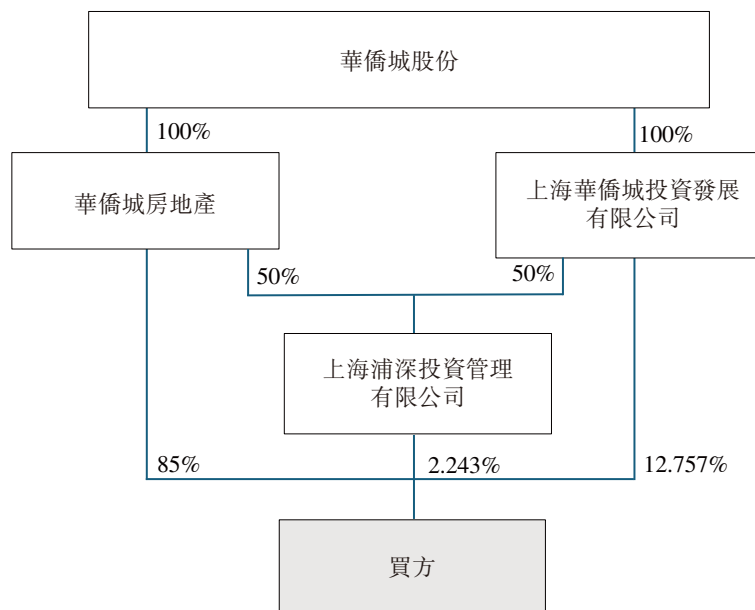 華僑城股份
100%
100%
華僑城房地產
上海華僑城投資發展
有限公司
50%
50%
上海浦深投資管理
有限公司
85%
2.243%
12.757%
買方